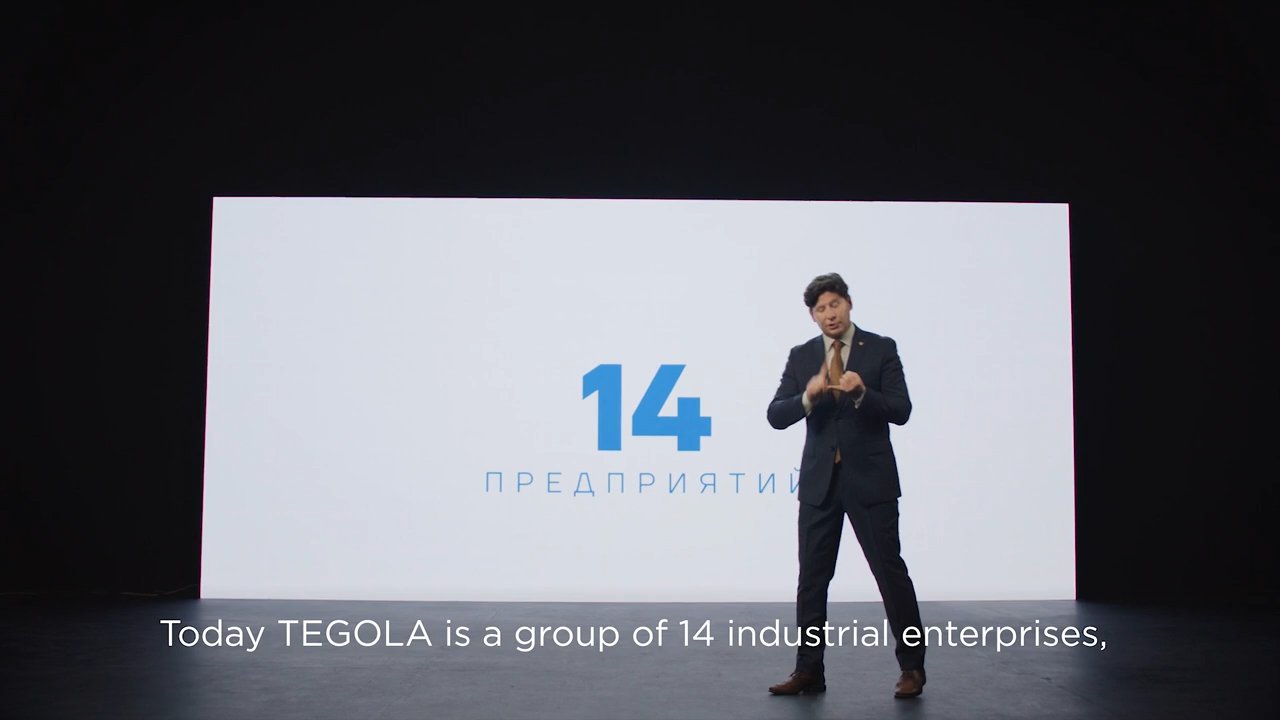 14
ПРЕДПРИЯТИЙ
Today TEGOLA is a group of 14 industrial enterprises,